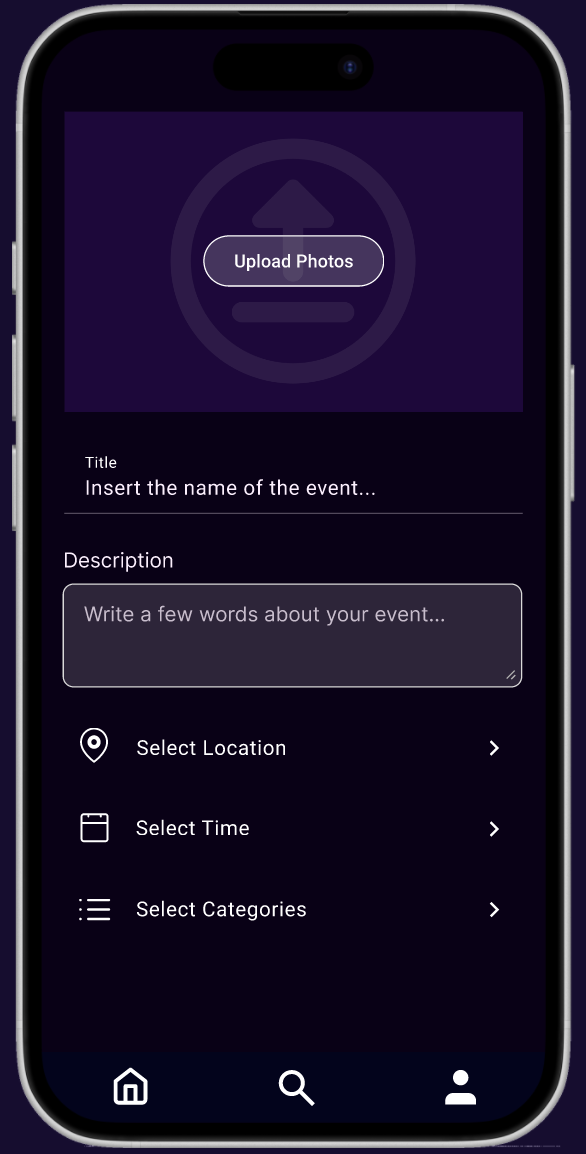 Upload Photos
Title
Insert the name of the event...
Description
Write a few words about your event...
Select Location
Select Time
Select Categories